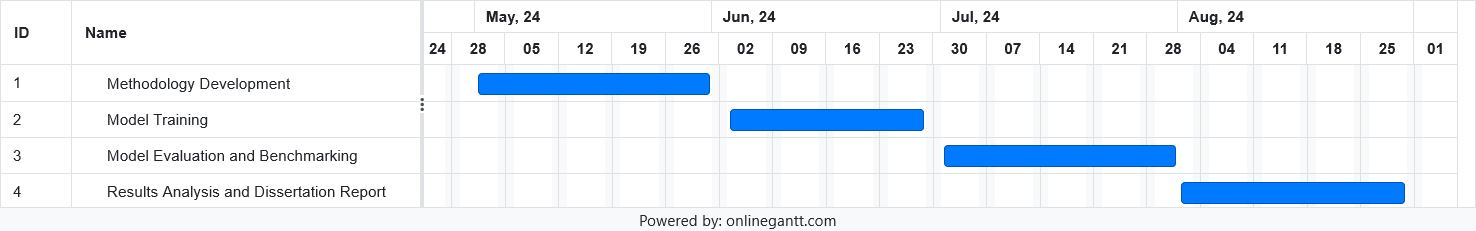 ID Name May, 24 Jun, 24 Jul, 24 Aug, 24
24 28 05 12 19 26 02 09 16 23 30 07 14 21 28 04 11 18 25 01
1 Methodology Development
2 Model Training
3 Model Evaluation and Benchmarking
4 Results Analysis and Dissertation Report
Powered by: onlinegantt.com